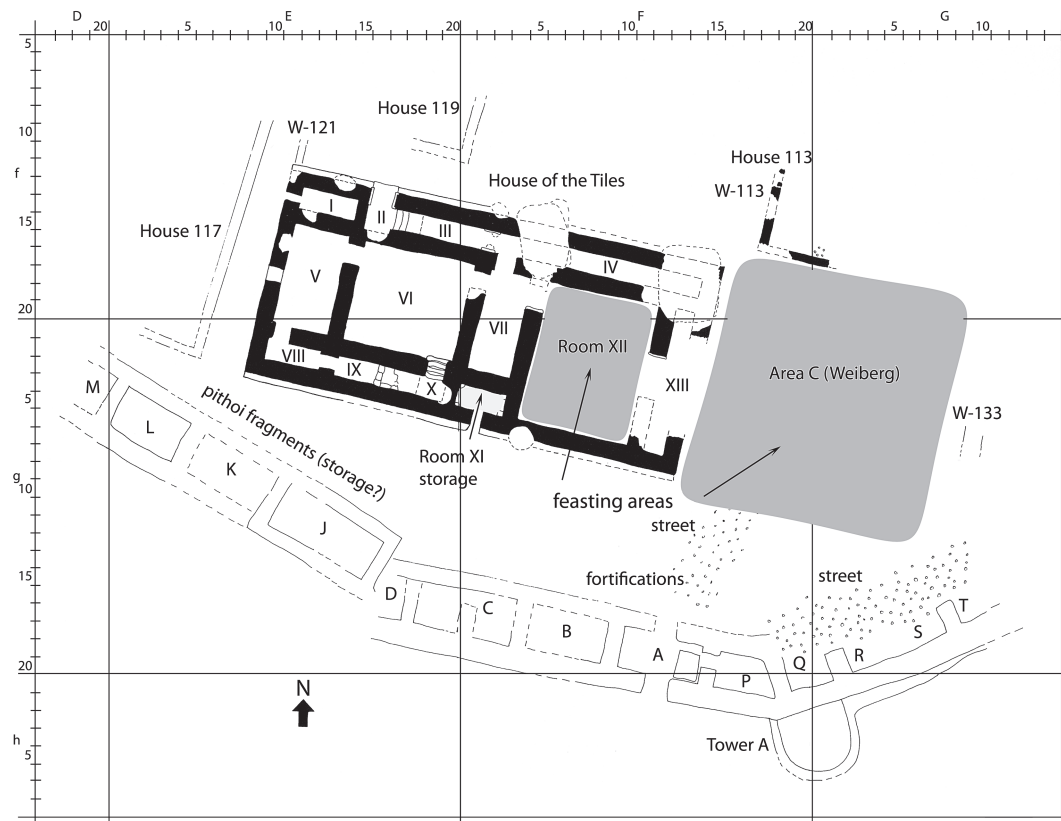 D E F G
20 5 10 15 20 5 10 15 20 5 10
5
House 119
10
W-121
House 113
f
House of the Tiles
W-113
I
II
15
House 117
III
IV
V
VI
20
VII
Room XII
VIII
IX
Area C (Weiberg)
M
X
XIII
L
pithoi fragments (storage?)
W-133
Room XI
storage
K
g
10
feasting areas
street
J
15
fortifications
street
D
C
B
A
P
Q
R
S
T
20
N
h
5
Tower A